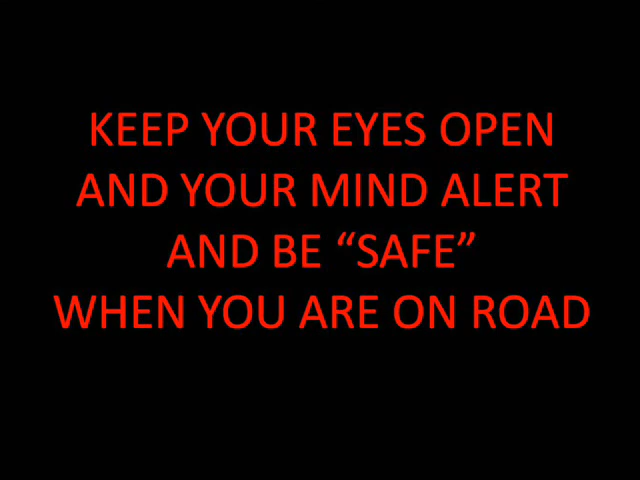 KEEP YOUR EYES OPEN
AND YOUR MIND ALERT
AND BE “SAFE”
WHEN YOU ARE ON ROAD